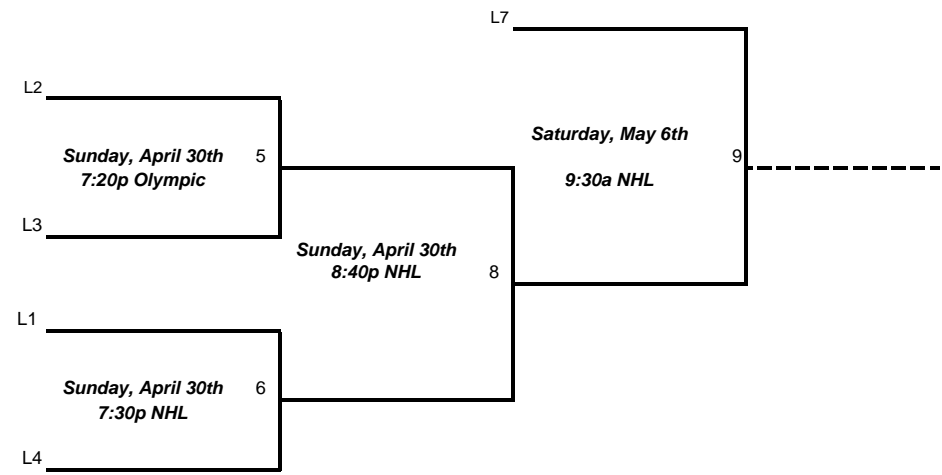 L7
L2
Saturday, May 6th
Sunday, April 30th 5
9
7:20p Olympic
9:30a NHL
L3
Sunday, April 30th
8:40p NHL 8
L1
Sunday, April 30th 6
7:30p NHL
L4